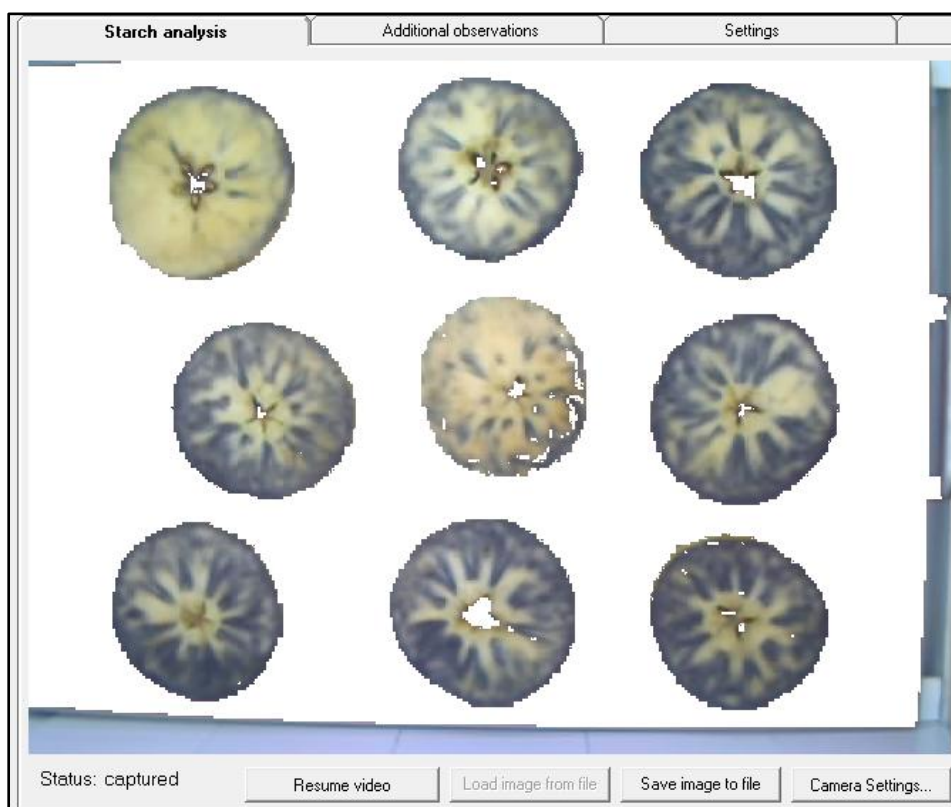 Starch analysis
Additional observations
Settings
Status: captured
Resume video
Load image from file
Save image to file
Camera Settings...